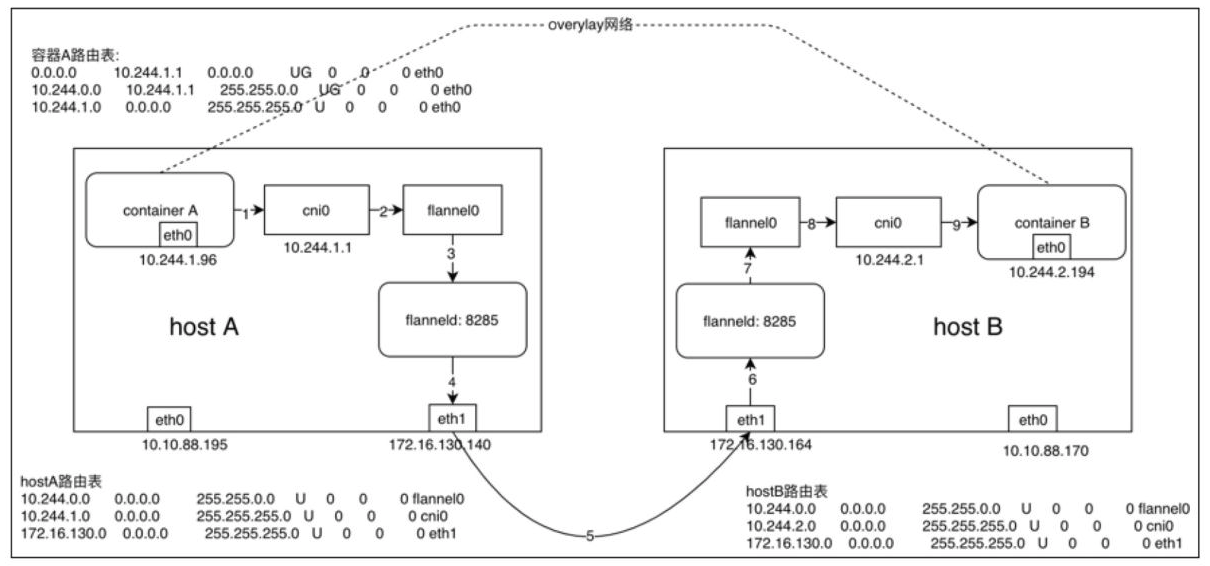 overylay网络
容器A路由表:
0.0.0.0 10.244.1.1 0.0.0.0 UG 0 0 0 eth0
10.244.0.0 10.244.1.1 255.255.0.0 UG 0 0 0 eth0
10.244.1.0 0.0.0.0 255.255.255.0 U 0 0 0 eth0
container A
eth0
10.244.1.96
1
cni0
10.244.1.1
2
flannel0
3
flanneld: 8285
4
host A
eth0
10.10.88.195
eth1
172.16.130.140
5
flannel0
8
cni0
10.244.2.1
9
container B
eth0
10.244.2.194
7
flanneld: 8285
6
host B
eth1
172.16.130.164
eth0
10.10.88.170
hostA路由表
10.244.0.0 0.0.0.0 255.255.0.0 U 0 0 0 flannel0
10.244.1.0 0.0.0.0 255.255.255.0 U 0 0 0 cni0
172.16.130.0 0.0.0.0 255.255.255.0 U 0 0 0 eth1
hostB路由表
10.244.0.0 0.0.0.0 255.255.0.0 U 0 0 0 flannel0
10.244.2.0 0.0.0.0 255.255.255.0 U 0 0 0 cni0
172.16.130.0 0.0.0.0 255.255.255.0 U 0 0 0 eth1